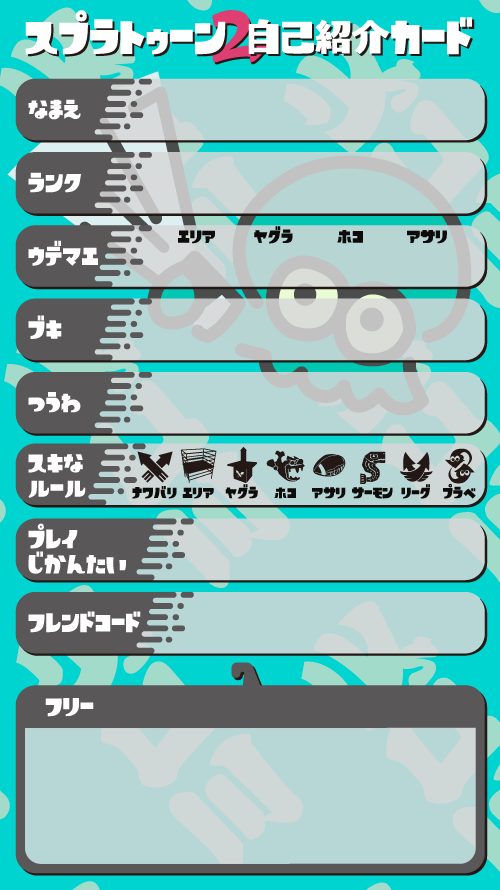 スプラトゥーン2自己紹介カード
なまえ
ランク
ウデマエ
エリア ヤグラ ホコ アサリ
ブキ
つうわ
スキな
ルール
ナワバリ エリア ヤグラ ホコ アサリ サーモン リーグ プラベ
プレイ
じかんたい
フレンドコード
フリー